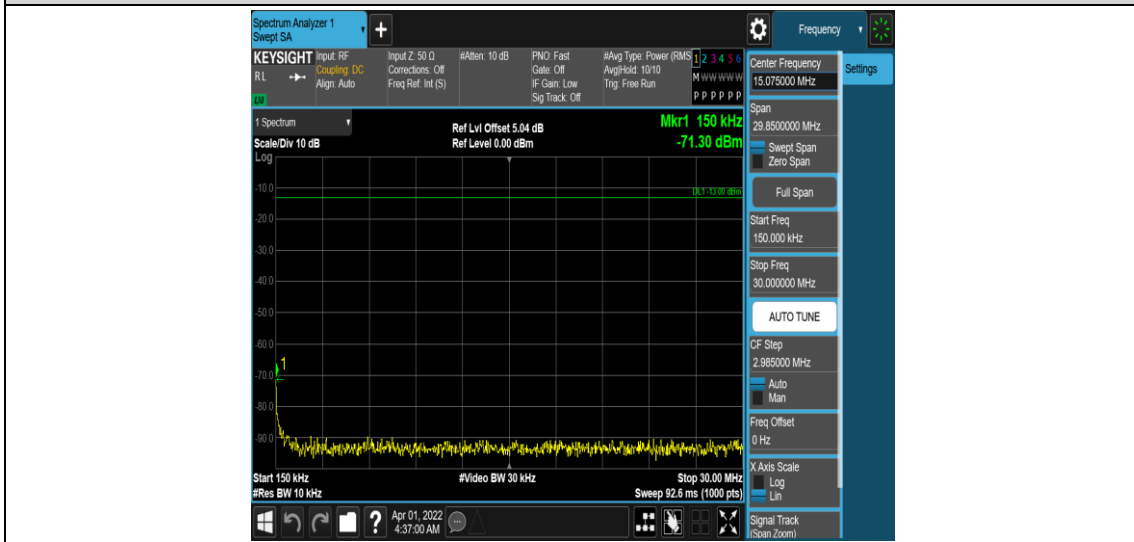 Spectrum Analyzer 1
Swept SA
Frequency
KEYSIGHT
RL
Input: RF
Coupling: DC
Align: Auto
Input Z: 50 Ω
Corrections: Off
Freq Ref: Int (S)
#Atten: 10 dB
PNO: Fast
Gate: Off
IF Gain: Low
Sig Track: Off
#Avg Type: Power (RMS
Avg|Hold: 10/10
Trig: Free Run
1 2 3 4 5 6
M W W W W W
P P P P P P
1 Spectrum
Scale/Div 10 dB
Log
Ref Lvl Offset 5.04 dB
Ref Level 0.00 dBm
Mkr1 150 kHz
-71.30 dBm
DL1 -13.00 dBm
-10.0
-20.0
-30.0
-40.0
-50.0
-60.0
-70.0
-80.0
-90.0
1
Start 150 kHz
#Res BW 10 kHz
#Video BW 30 kHz
Stop 30.00 MHz
Sweep 92.6 ms (1000 pts)
Apr 01, 2022
4:37:00 AM
Center Frequency
15.075000 MHz
Span
29.8500000 MHz
Swept Span
Zero Span
Full Span
Start Freq
150.000 kHz
Stop Freq
30.000000 MHz
AUTO TUNE
CF Step
2.985000 MHz
Auto
Man
Freq Offset
0 Hz
X Axis Scale
Log
Lin
Signal Track
(Span Zoom)
Settings